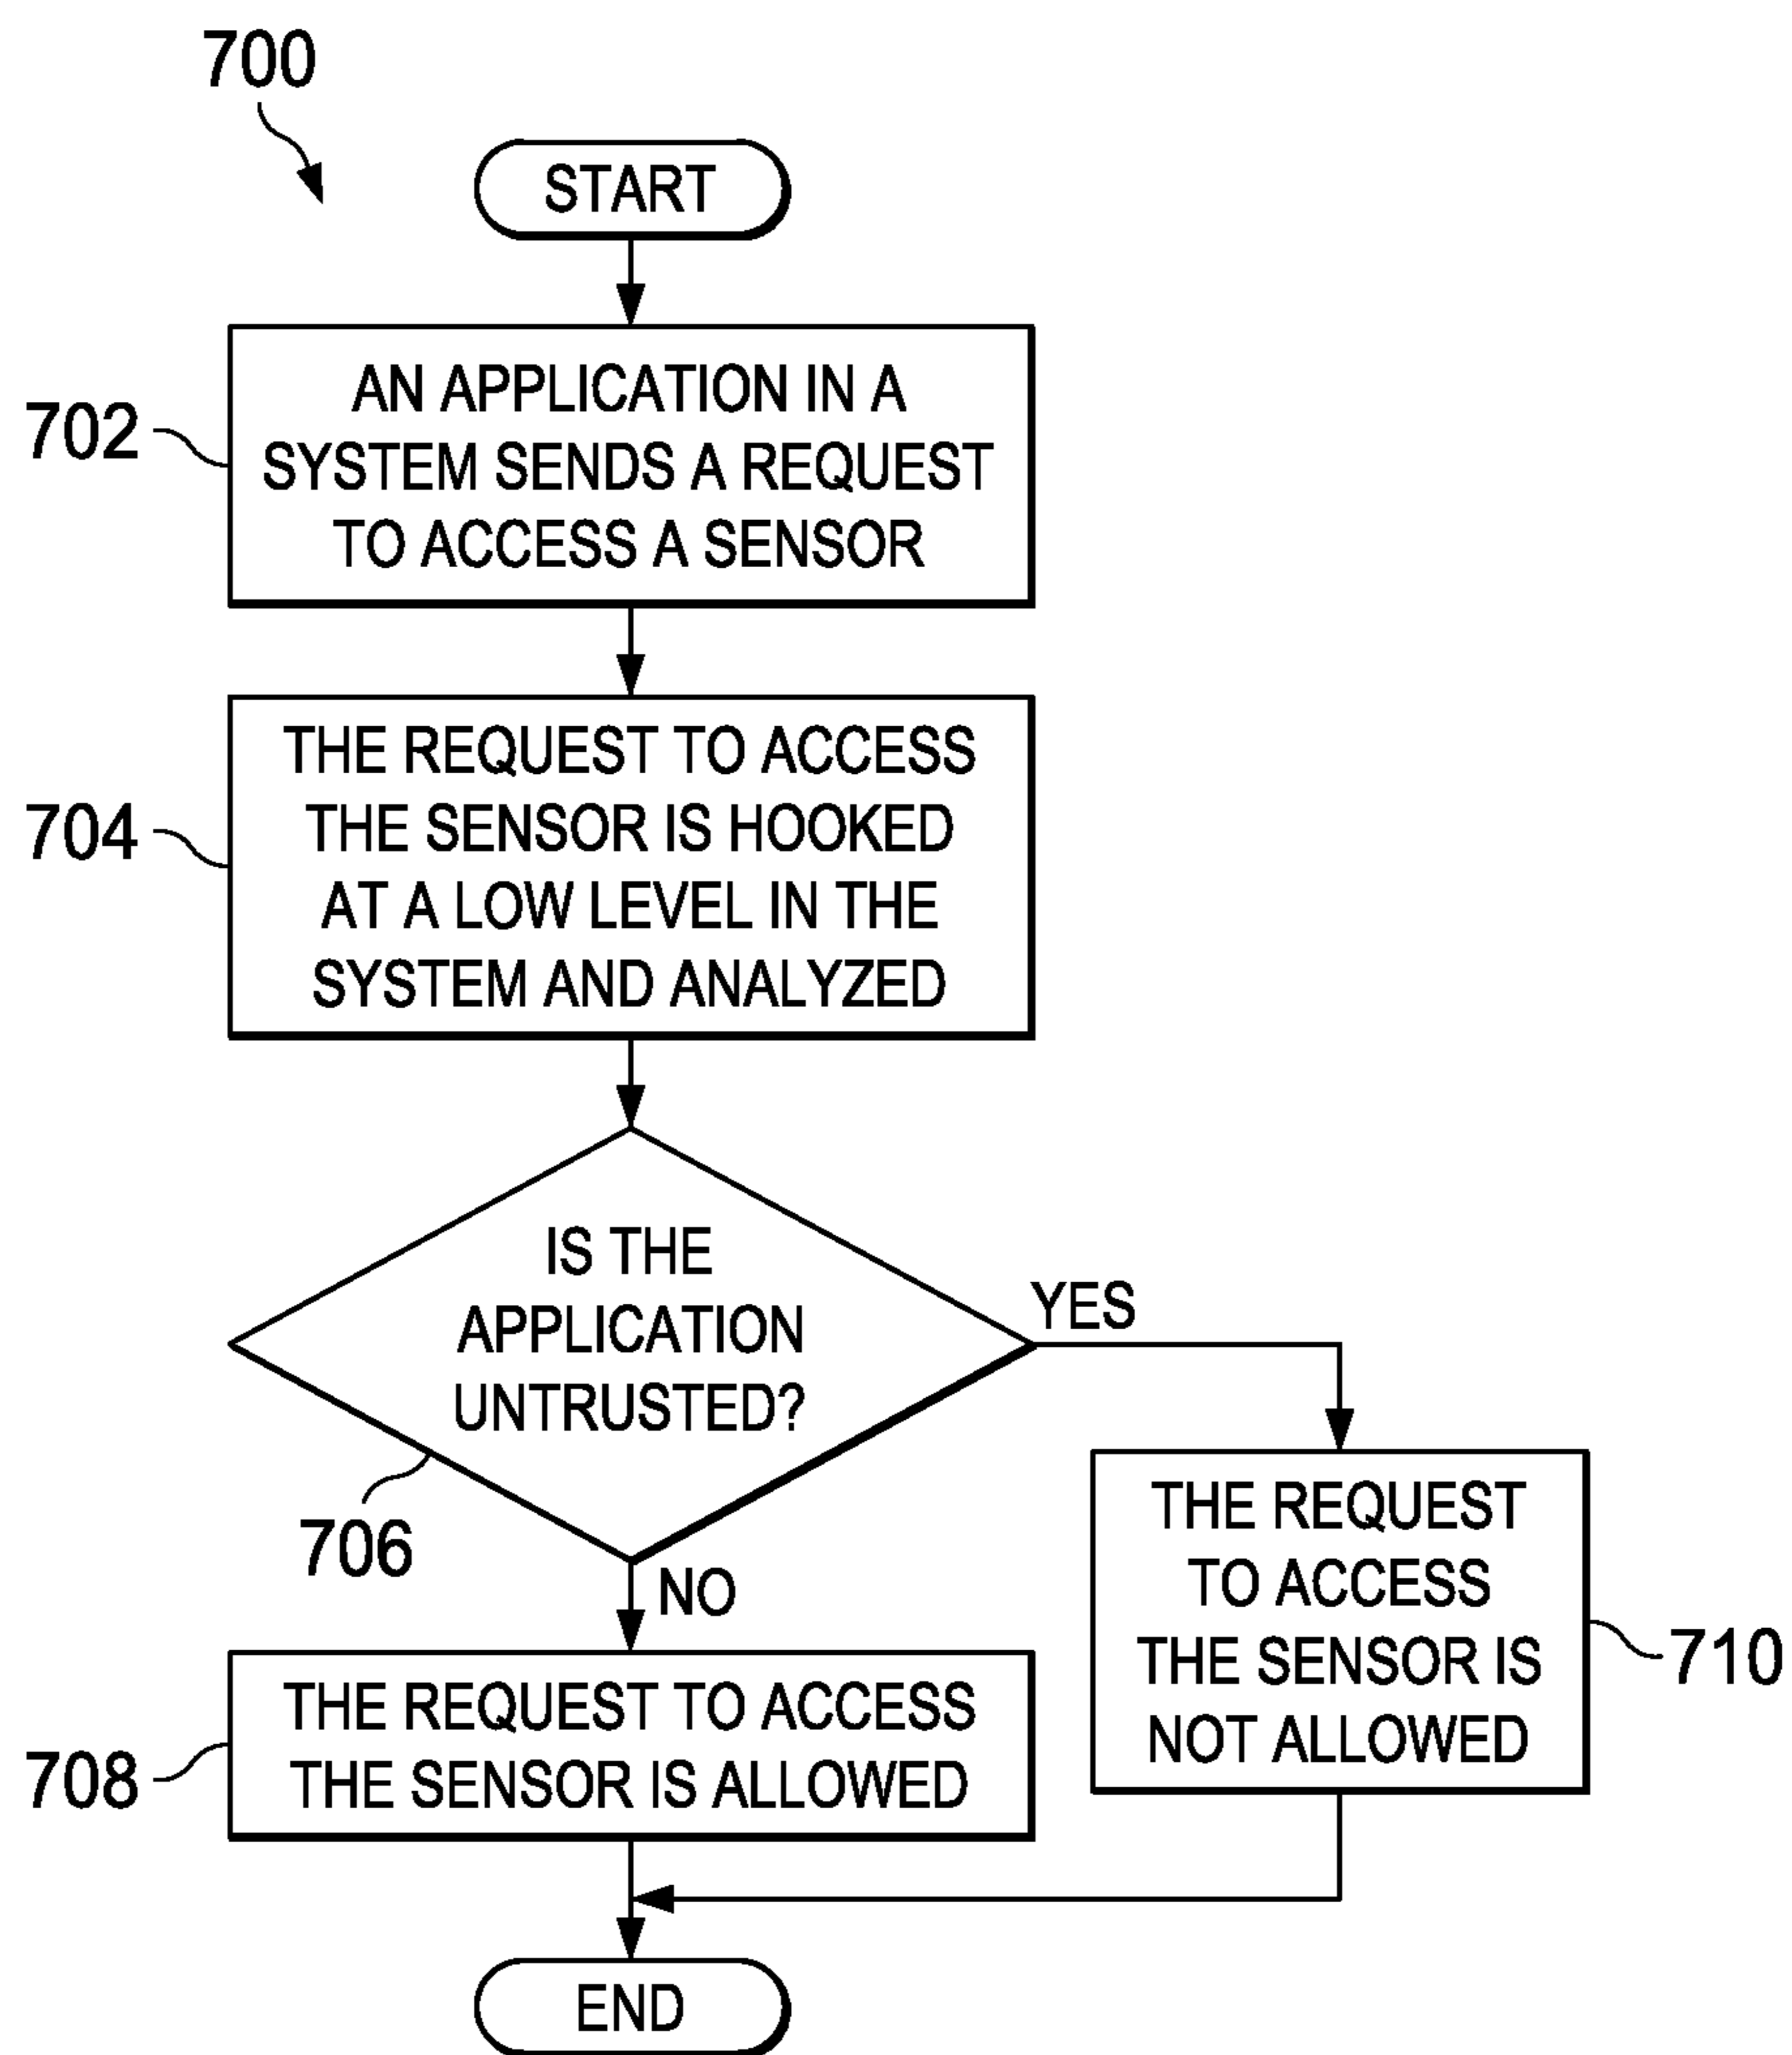 700
START
702
AN APPLICATION IN A
SYSTEM SENDS A REQUEST
TO ACCESS A SENSOR
704
THE REQUEST TO ACCESS
THE SENSOR IS HOOKED
AT A LOW LEVEL IN THE
SYSTEM AND ANALYZED
IS THE
APPLICATION
UNTRUSTED?
706
YES
NO
THE REQUEST
TO ACCESS
THE SENSOR IS
NOT ALLOWED
710
708
THE REQUEST TO ACCESS
THE SENSOR IS ALLOWED
END